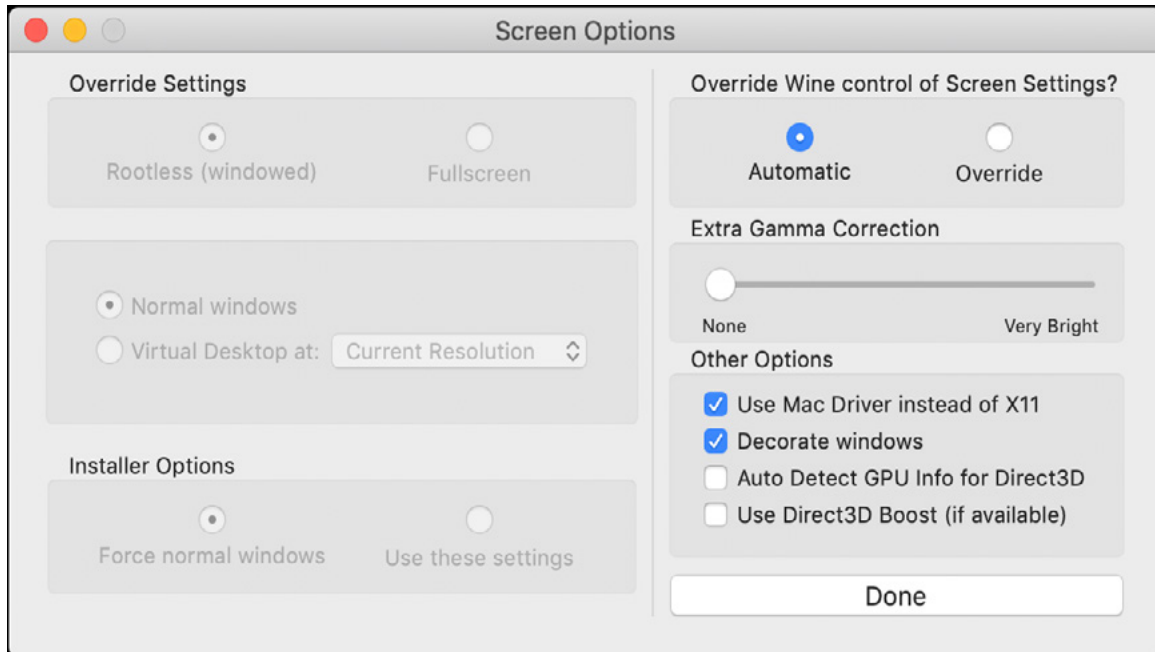 Screen Options
Override Settings
Rootless (windowed) Fullscreen
Normal windows
Virtual Desktop at: Current Resolution
Installer Options
Force normal windows Use these settings
Override Wine control of Screen Settings?
Automatic Override
Extra Gamma Correction
None Very Bright
Other Options
Use Mac Driver instead of X11
Decorate windows
Auto Detect GPU Info for Direct3D
Use Direct3D Boost (if available)
Done